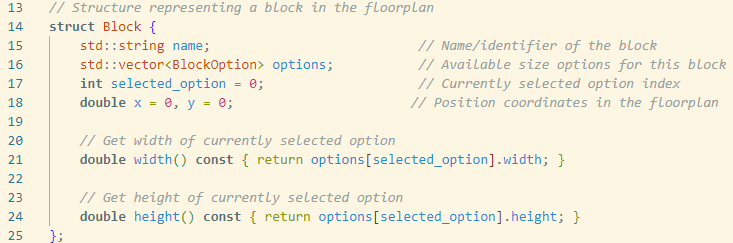 13 // Structure representing a block in the floorplan
14 struct Block {
15     std::string name;                          // Name/identifier of the block
16     std::vector<BlockOption> options;          // Available size options for this block
17     int selected_option = 0;                   // Currently selected option index
18     double x = 0, y = 0;                      // Position coordinates in the floorplan
19
20     // Get width of currently selected option
21     double width() const { return options[selected_option].width; }
22
23     // Get height of currently selected option
24     double height() const { return options[selected_option].height; }
25 };